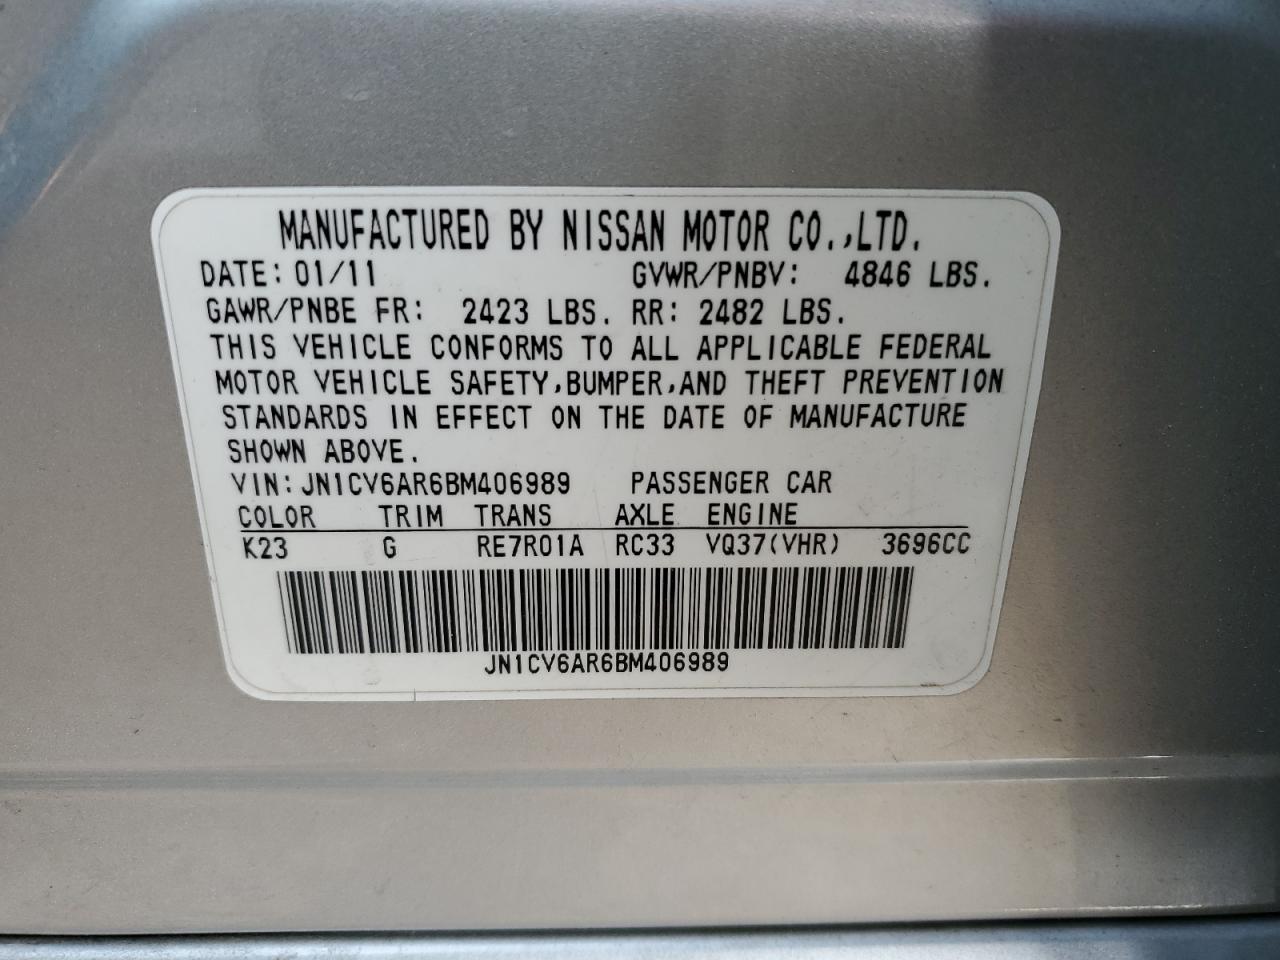 MANUFACTURED BY NISSAN MOTOR CO.,LTD.
DATE: 01/11 GVWR/PNBV: 4846 LBS.
GAWR/PNBE FR: 2423 LBS. RR: 2482 LBS.
THIS VEHICLE CONFORMS TO ALL APPLICABLE FEDERAL
MOTOR VEHICLE SAFETY,BUMPER,AND THEFT PREVENTION
STANDARDS IN EFFECT ON THE DATE OF MANUFACTURE
SHOWN ABOVE.
VIN: JN1CV6AR6BM406989 PASSENGER CAR
COLOR TRIM TRANS AXLE ENGINE
K23 G RE7R01A RC33 VQ37(VHR) 3696CC
JN1CV6AR6BM406989